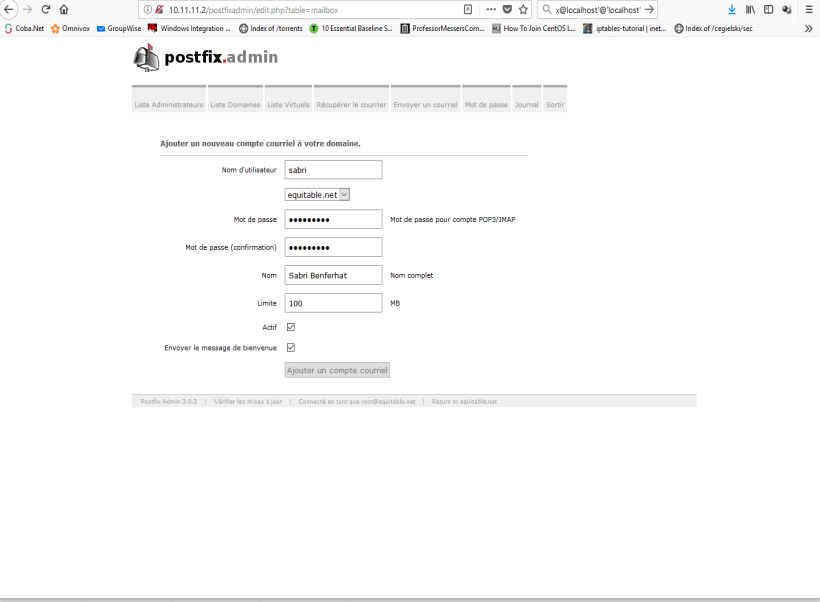 10.11.11.2/postfixadmin/edit.php?table=mailbox
x@localhost'@'localhost'
Coba.Net Omnivox GroupWise Windows Integration ... Index of /torrents 10 Essential Baseline S... ProfessorMessersCom... How To Join CentOS L... iptables-tutorial | inet... Index of /cegielski/sec
postfix.admin
Liste Administrateurs Liste Domaines Liste Virtuels Récupérer le courrier Envoyer un courriel Mot de passe Journal Sortir
Ajouter un nouveau compte courriel à votre domaine.
Nom d'utilisateur sabri
equitable.net
Mot de passe ●●●●●●●●● Mot de passe pour compte POP3/IMAP
Mot de passe (confirmation) ●●●●●●●●●
Nom Sabri Benferhat Nom complet
Limite 100 MB
Actif
Envoyer le message de bienvenue
Ajouter un compte courriel
Postfix Admin 3.0.2 | Vérifier les mises à jour | Connecté en tant que root@equitable.net | Return to equitable.net